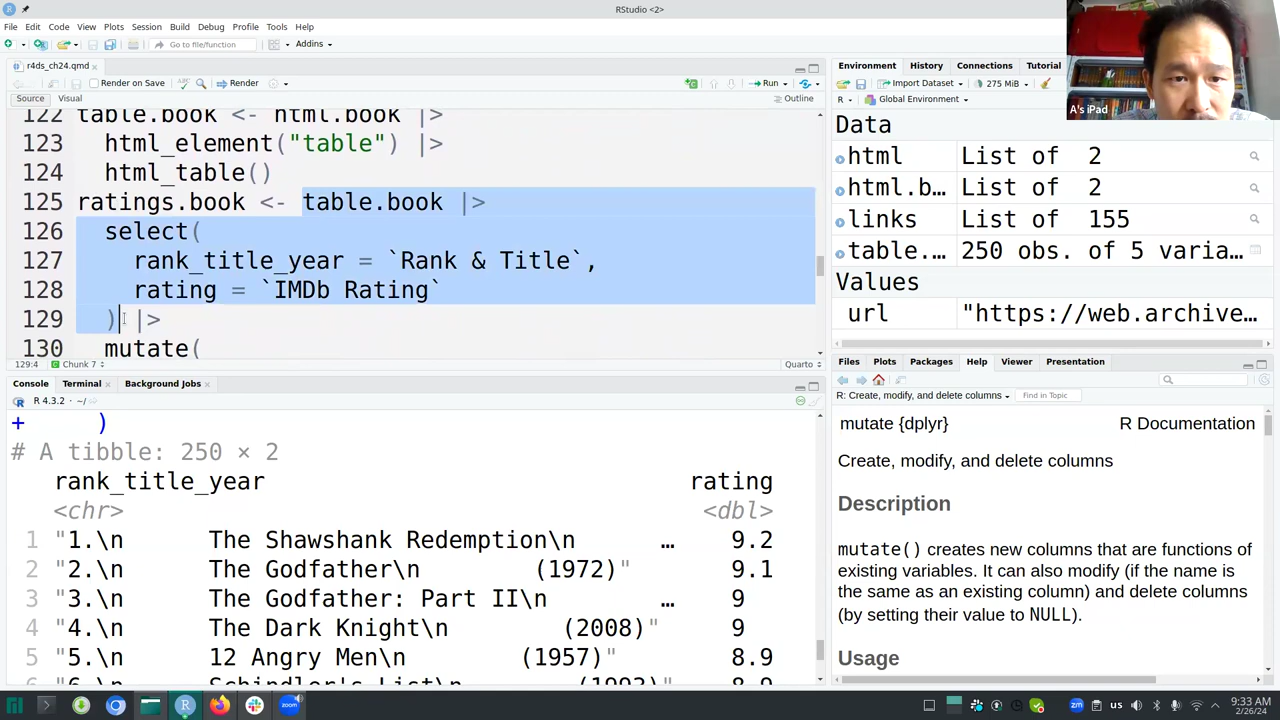 RStudio <2>
File Edit Code View Plots Session Build Debug Profile Tools Help
Go to file/function
Addins
r4ds_ch24.qmd
Render on Save
Render
Run
Source
Visual
Outline
122 table.book <- html.book |>
123 html_element("table") |>
124 html_table()
125 ratings.book <- table.book |>
126 select(
127 rank_title_year = `Rank & Title`,
128 rating = `IMDb Rating`
129 ) |>
130 mutate(
129:4
Chunk 7
Quarto
Console
Terminal
Background Jobs
R 4.3.2 · ~/
+ )
# A tibble: 250 × 2
rank_title_year rating
<chr> <dbl>
1 "1.\n The Shawshank Redemption\n … 9.2
2 "2.\n The Godfather\n (1972)" 9.1
3 "3.\n The Godfather: Part II\n … 9
4 "4.\n The Dark Knight\n (2008)" 9
5 "5.\n 12 Angry Men\n (1957)" 8.9
Environment
History
Connections
Tutorial
Import Dataset
275 MiB
R
Global Environment
Data
html List of 2
html.b… List of 2
links List of 155
table.… 250 obs. of 5 varia…
Values
url "https://web.archive…
Files
Plots
Packages
Help
Viewer
Presentation
R: Create, modify, and delete columns
Find in Topic
mutate {dplyr}
R Documentation
Create, modify, and delete columns
Description
mutate() creates new columns that are functions of
existing variables. It can also modify (if the name is
the same as an existing column) and delete columns
(by setting their value to NULL).
Usage
A's iPad
zoom
zm
us
9:33 AM
2/26/24